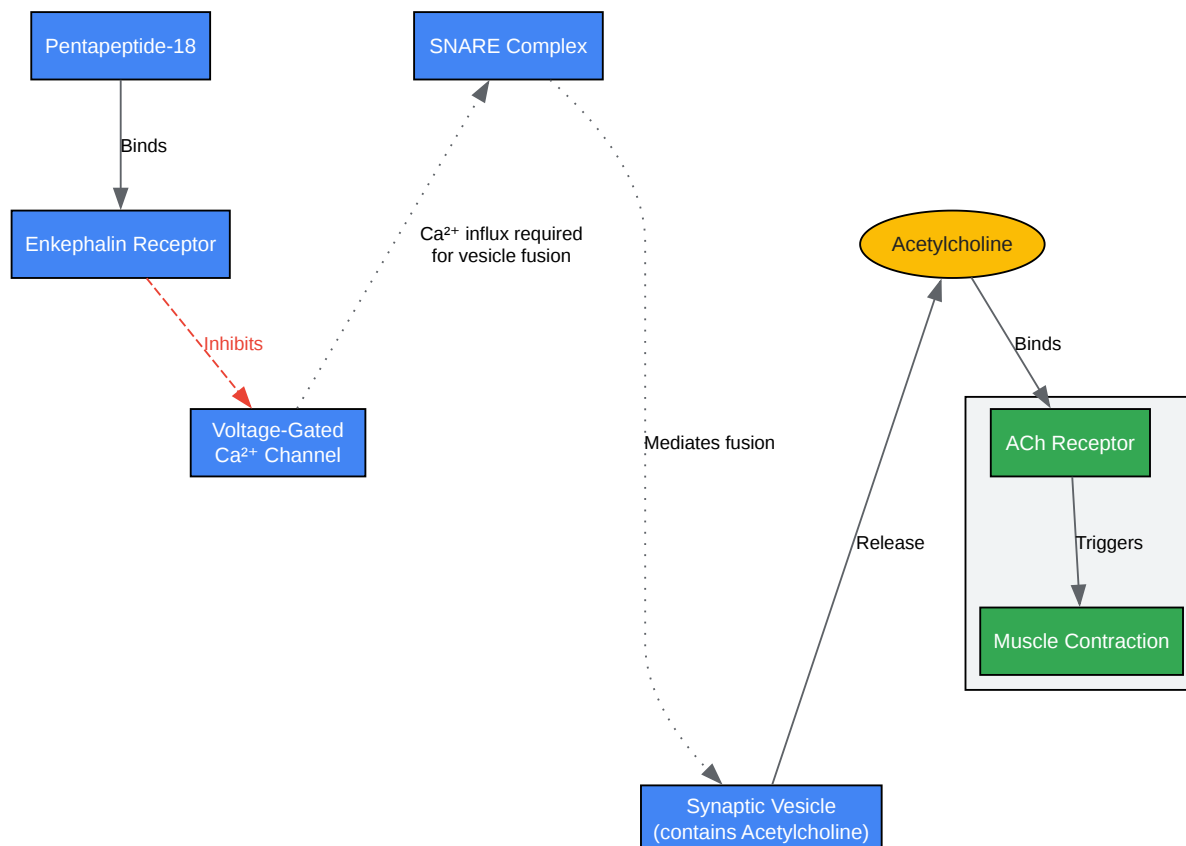 Pentapeptide-18
SNARE Complex
Binds
Enkephalin Receptor
Ca²⁺ influx required
for vesicle fusion
Acetylcholine
Inhibits
Binds
Voltage-Gated
Ca²⁺ Channel
Mediates fusion
ACh Receptor
Release
Triggers
Muscle Contraction
Synaptic Vesicle
(contains Acetylcholine)